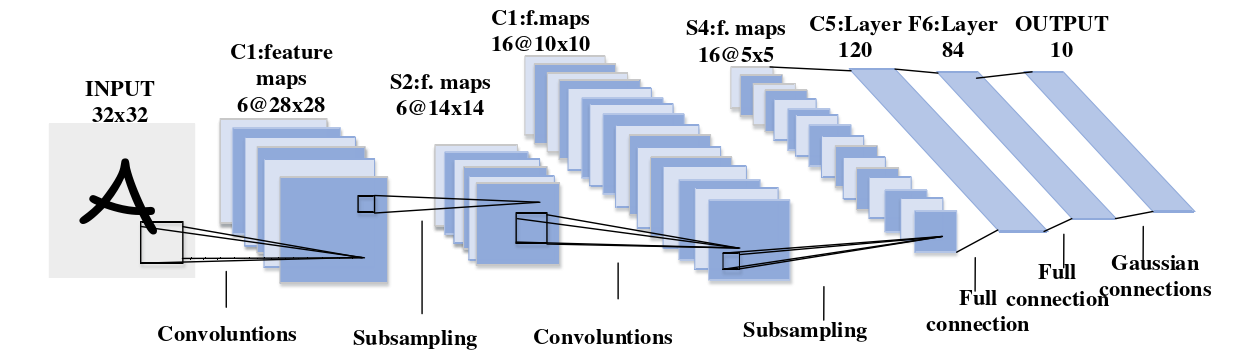 INPUT
32x32
C1:feature
maps
6@28x28
S2:f. maps
6@14x14
C1:f.maps
16@10x10
S4:f. maps
16@5x5
C5:Layer
120
F6:Layer
84
OUTPUT
10
Convoluntions
Subsampling
Convoluntions
Subsampling
Full
connection
Full
connection
Gaussian
connections
A